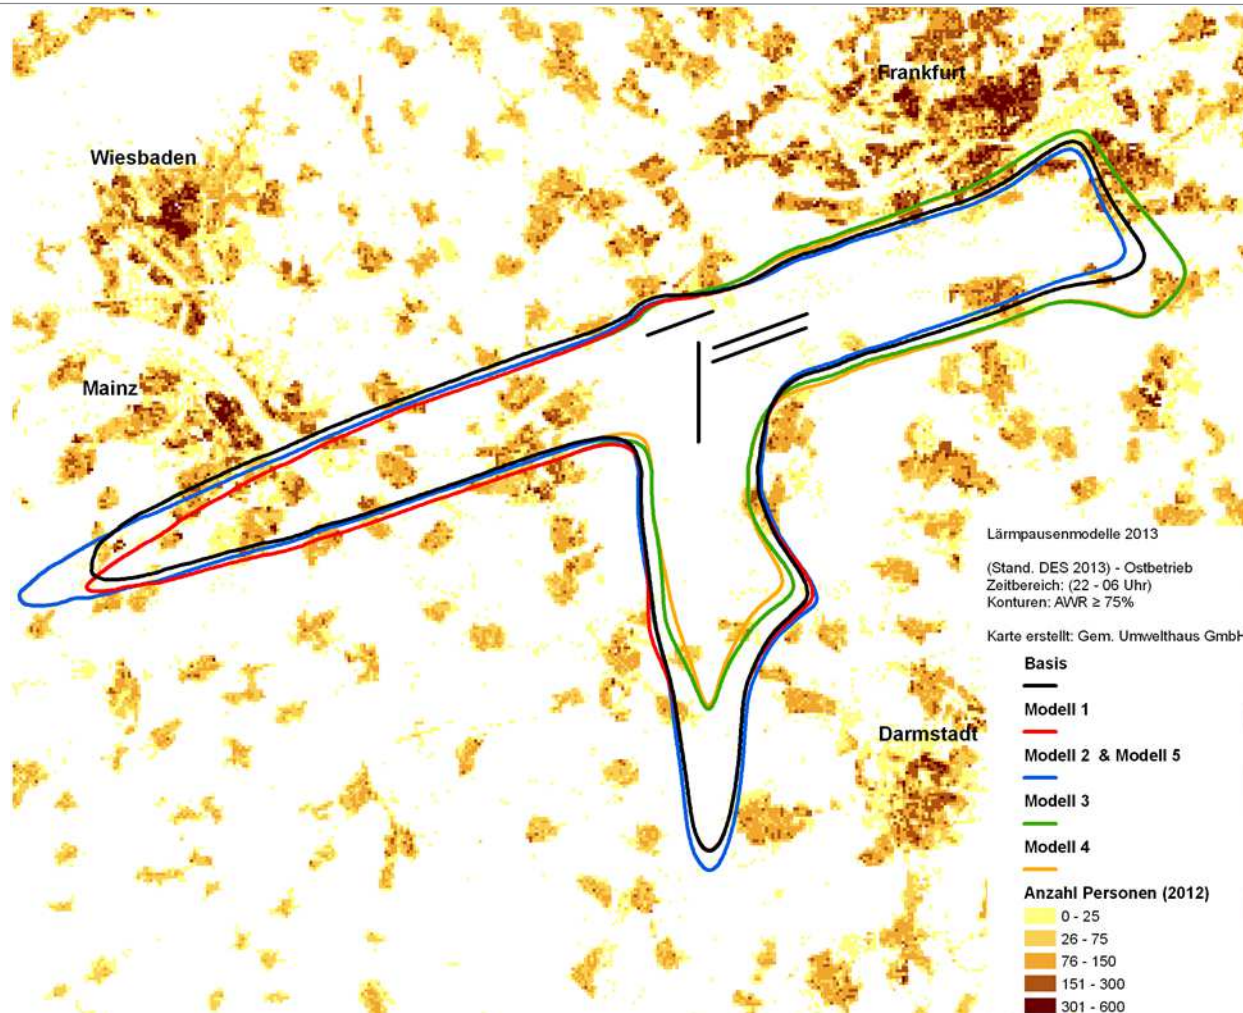 Frankfurt
Wiesbaden
Mainz
Lärmpausenmodelle 2013
(Stand. DES 2013) - Ostbetrieb
Zeitbereich: (22 - 06 Uhr)
Konturen: AWR ≥ 75%
Karte erstellt: Gem. Umwelthaus GmbH
Basis
Modell 1
Darmstadt
Modell 2 & Modell 5
Modell 3
Modell 4
Anzahl Personen (2012)
0 - 25
26 - 75
76 - 150
151 - 300
301 - 600